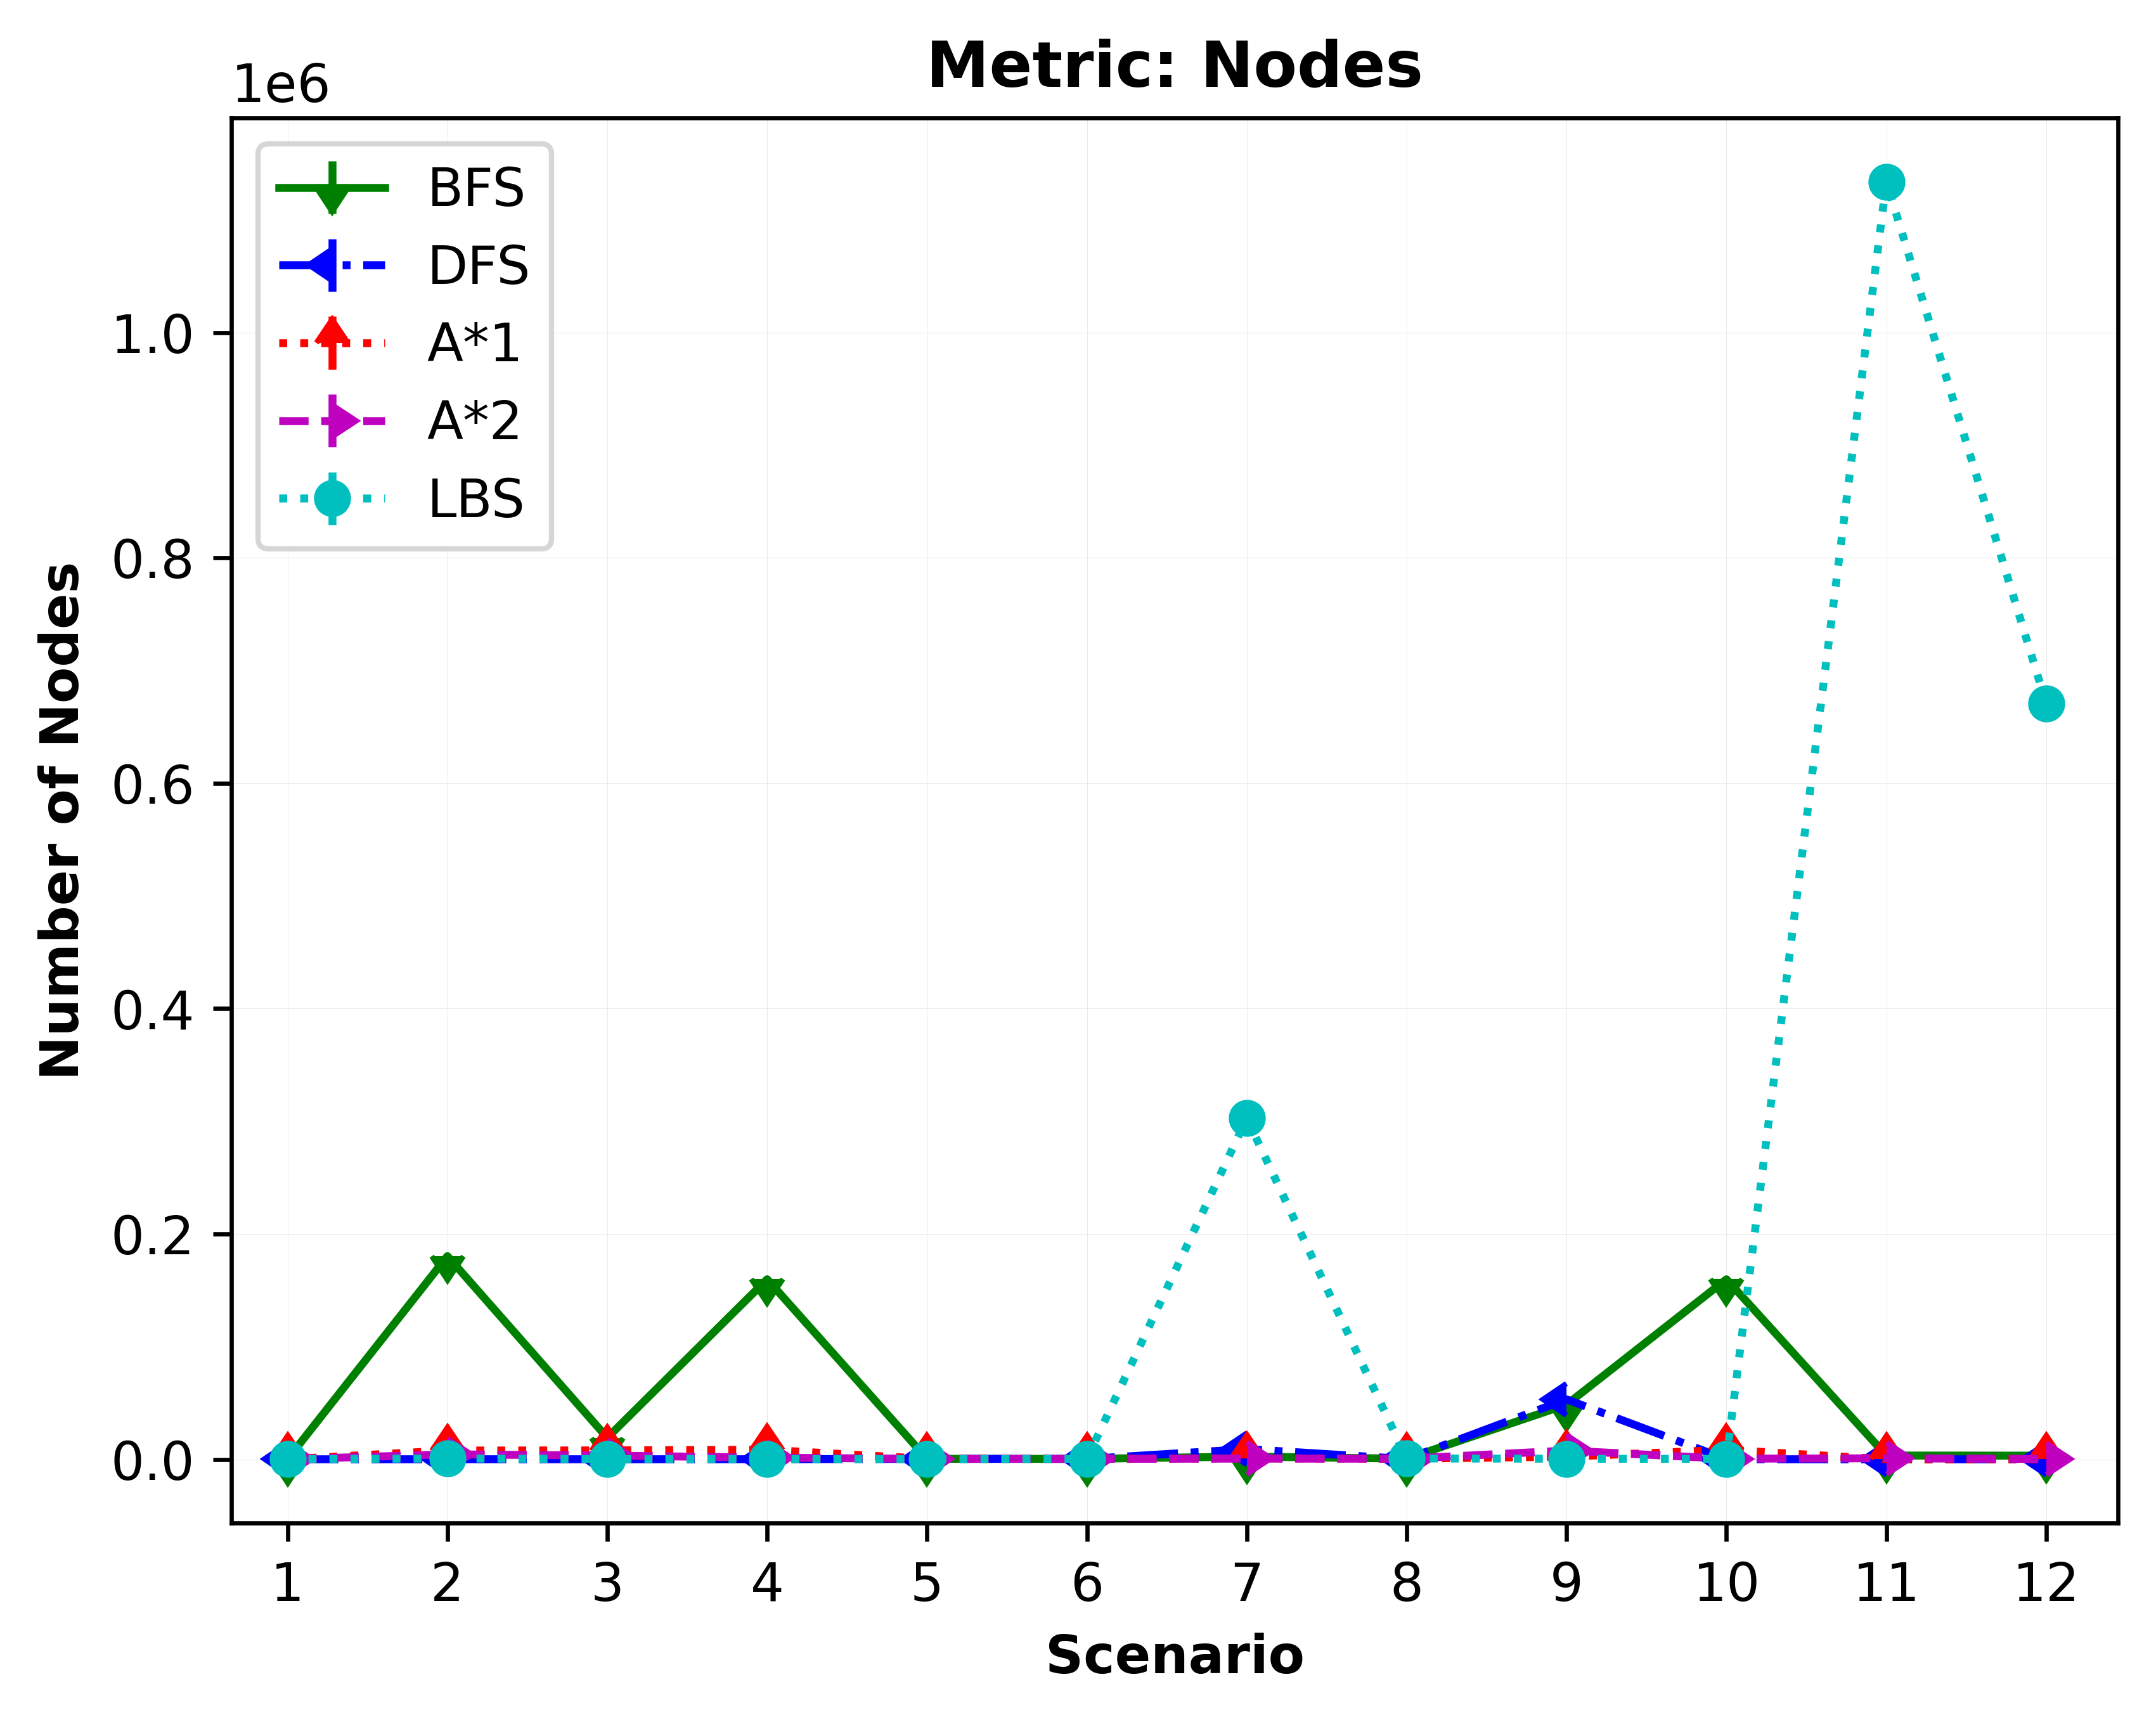 Metric: Nodes
1e6
BFS
DFS
A*1
A*2
LBS
1.0
0.8
0.6
0.4
0.2
0.0
Number of Nodes
1 2 3 4 5 6 7 8 9 10 11 12
Scenario